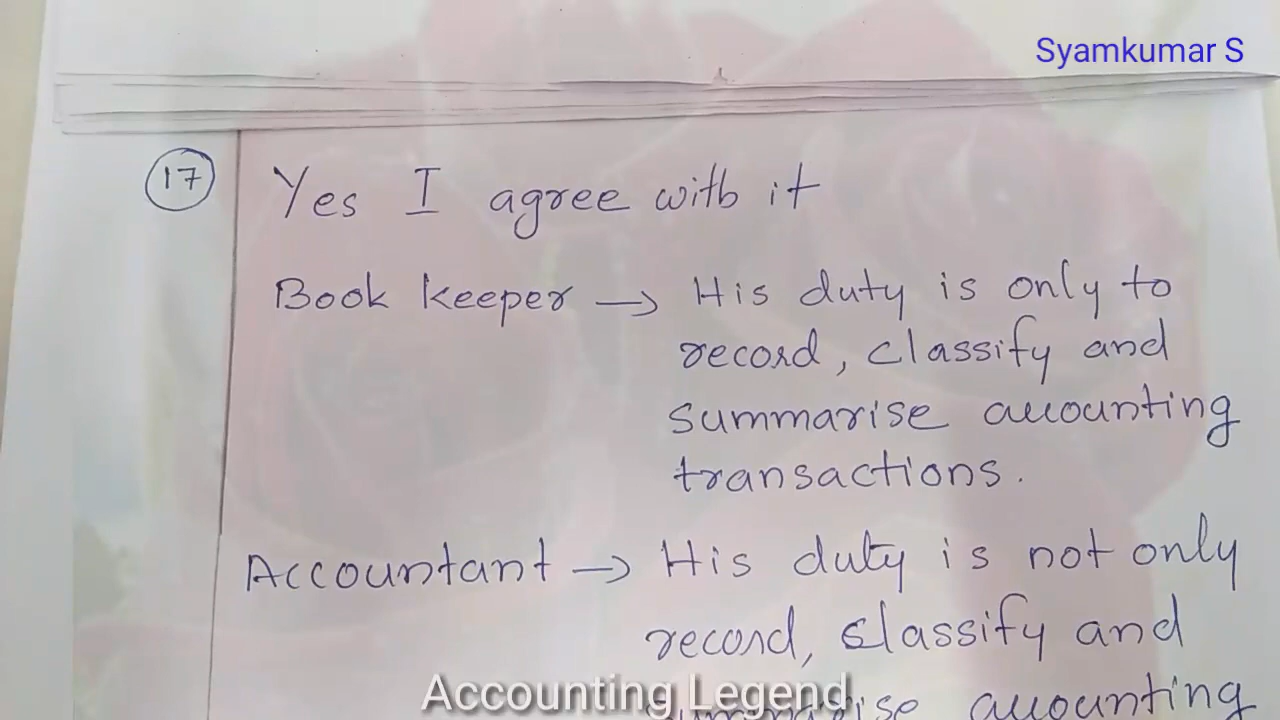 Syamkumar S
17
Yes I agree with it
Book keeper → His duty is only to
record, classify and
summarise accounting
transactions.
Accountant → His duty is not only
record, classify and
summarise accounting
Accounting Legend